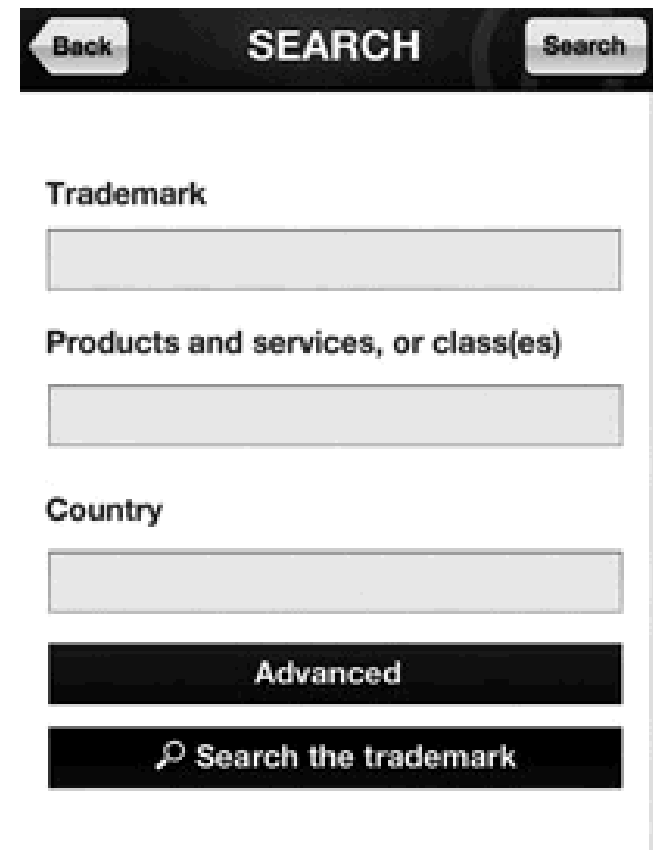 Back SEARCH Search
Trademark
Products and services, or class(es)
Country
Advanced
Search the trademark